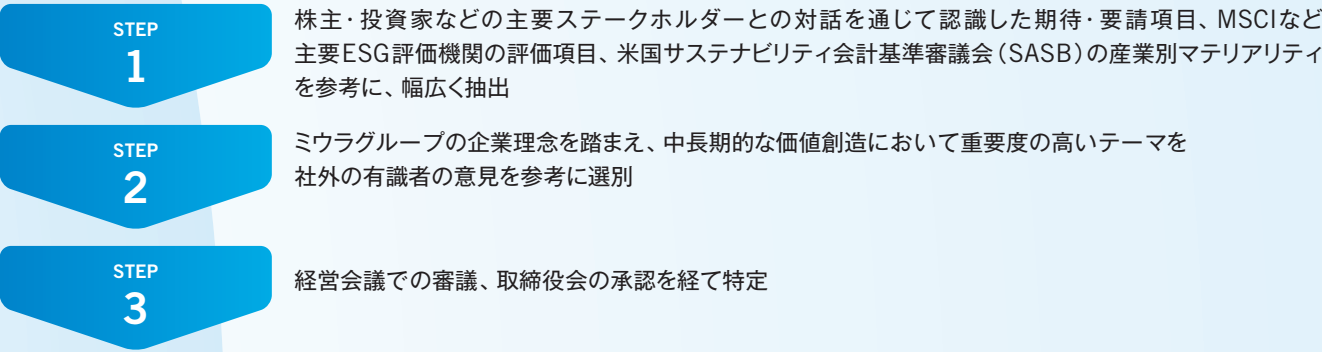 STEP
1
株主・投資家などの主要ステークホルダーとの対話を通じて認識した期待・要請項目、MSCIなど
主要ESG評価機関の評価項目、米国サステナビリティ会計基準審議会（SASB）の産業別マテリアリティ
を参考に、幅広く抽出
STEP
2
ミウラグループの企業理念を踏まえ、中長期的な価値創造において重要度の高いテーマを
社外の有識者の意見を参考に選別
STEP
3
経営会議での審議、取締役会の承認を経て特定